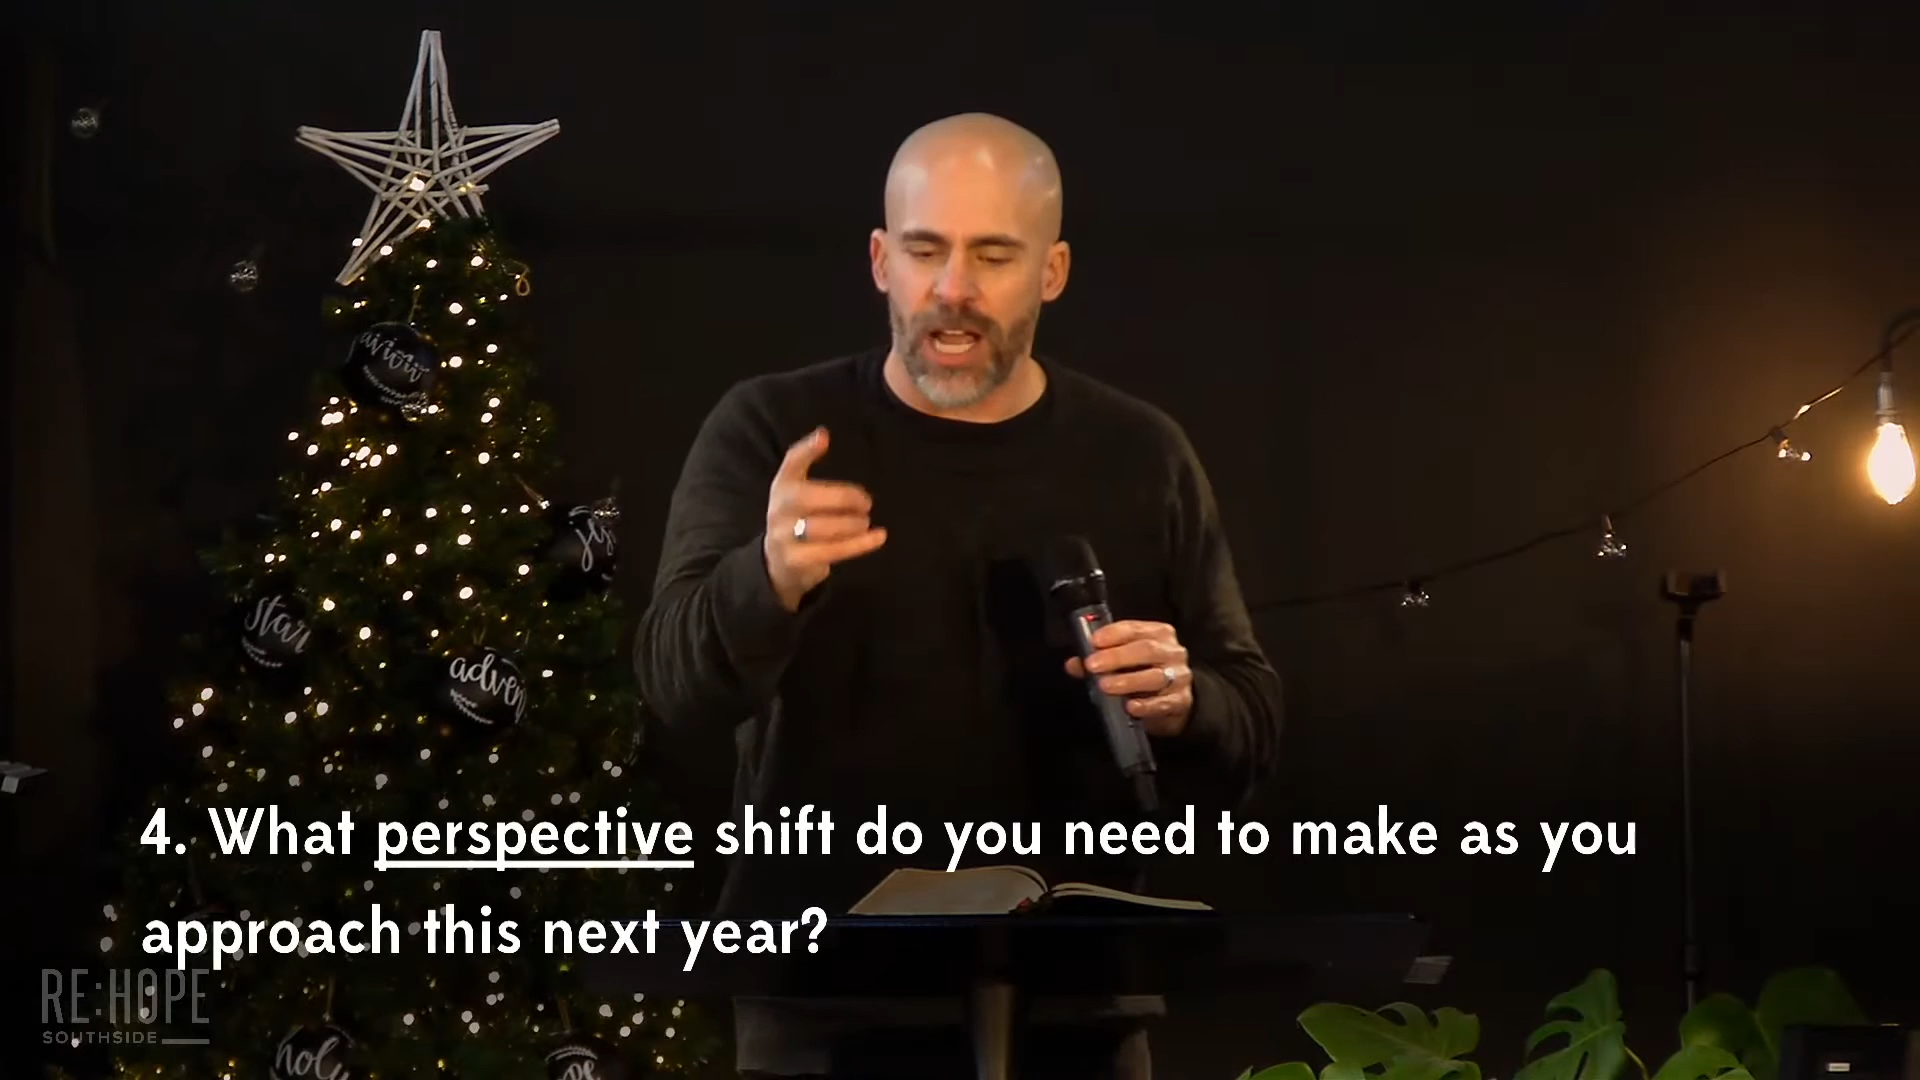 star
4. What perspective shift do you need to make as you
approach this next year?
RE:HOPE
SOUTHSIDE
holy